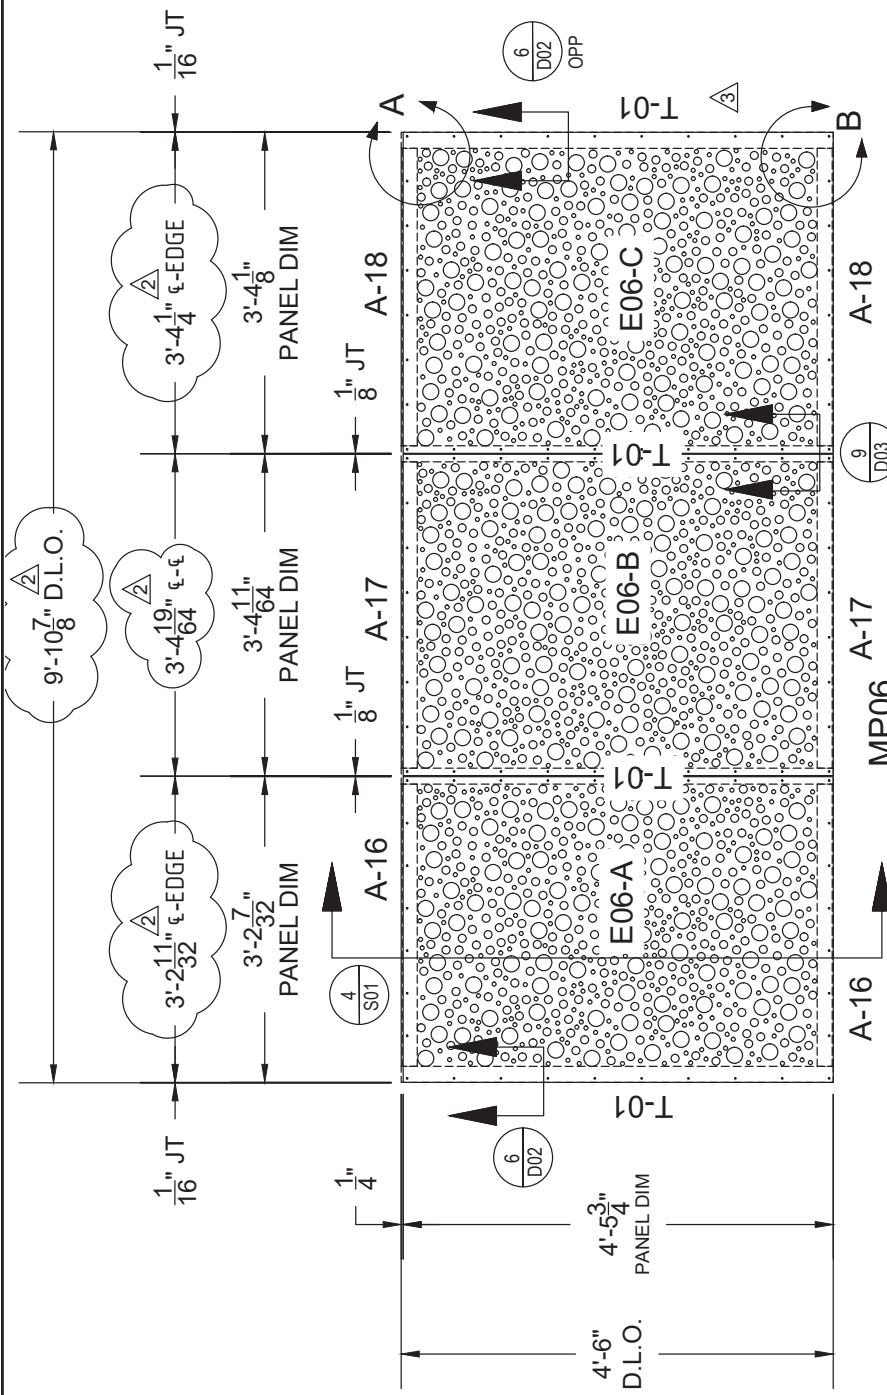 2
9'-10 7/8" D.L.O.
1/16" JT
2
3'-2 11/32" ℄-EDGE
2
3'-4 19/64" ℄-℄
2
3'-4 1/4" ℄-EDGE
1/16" JT
3'-2 7/32"
PANEL DIM
3'-4 11/64"
PANEL DIM
3'-4 1/8"
PANEL DIM
1/8" JT
1/8" JT
1/4
4
S01
A-16
A-17
A-18
A
6
D02
6
D02
OPP
4'-6"
D.L.O.
4'-5 3/4"
PANEL DIM
T-01
E06-A
T-01
E06-B
T-01
E06-C
T-01
3
A-16
A-17
A-18
B
9
D03
MP06